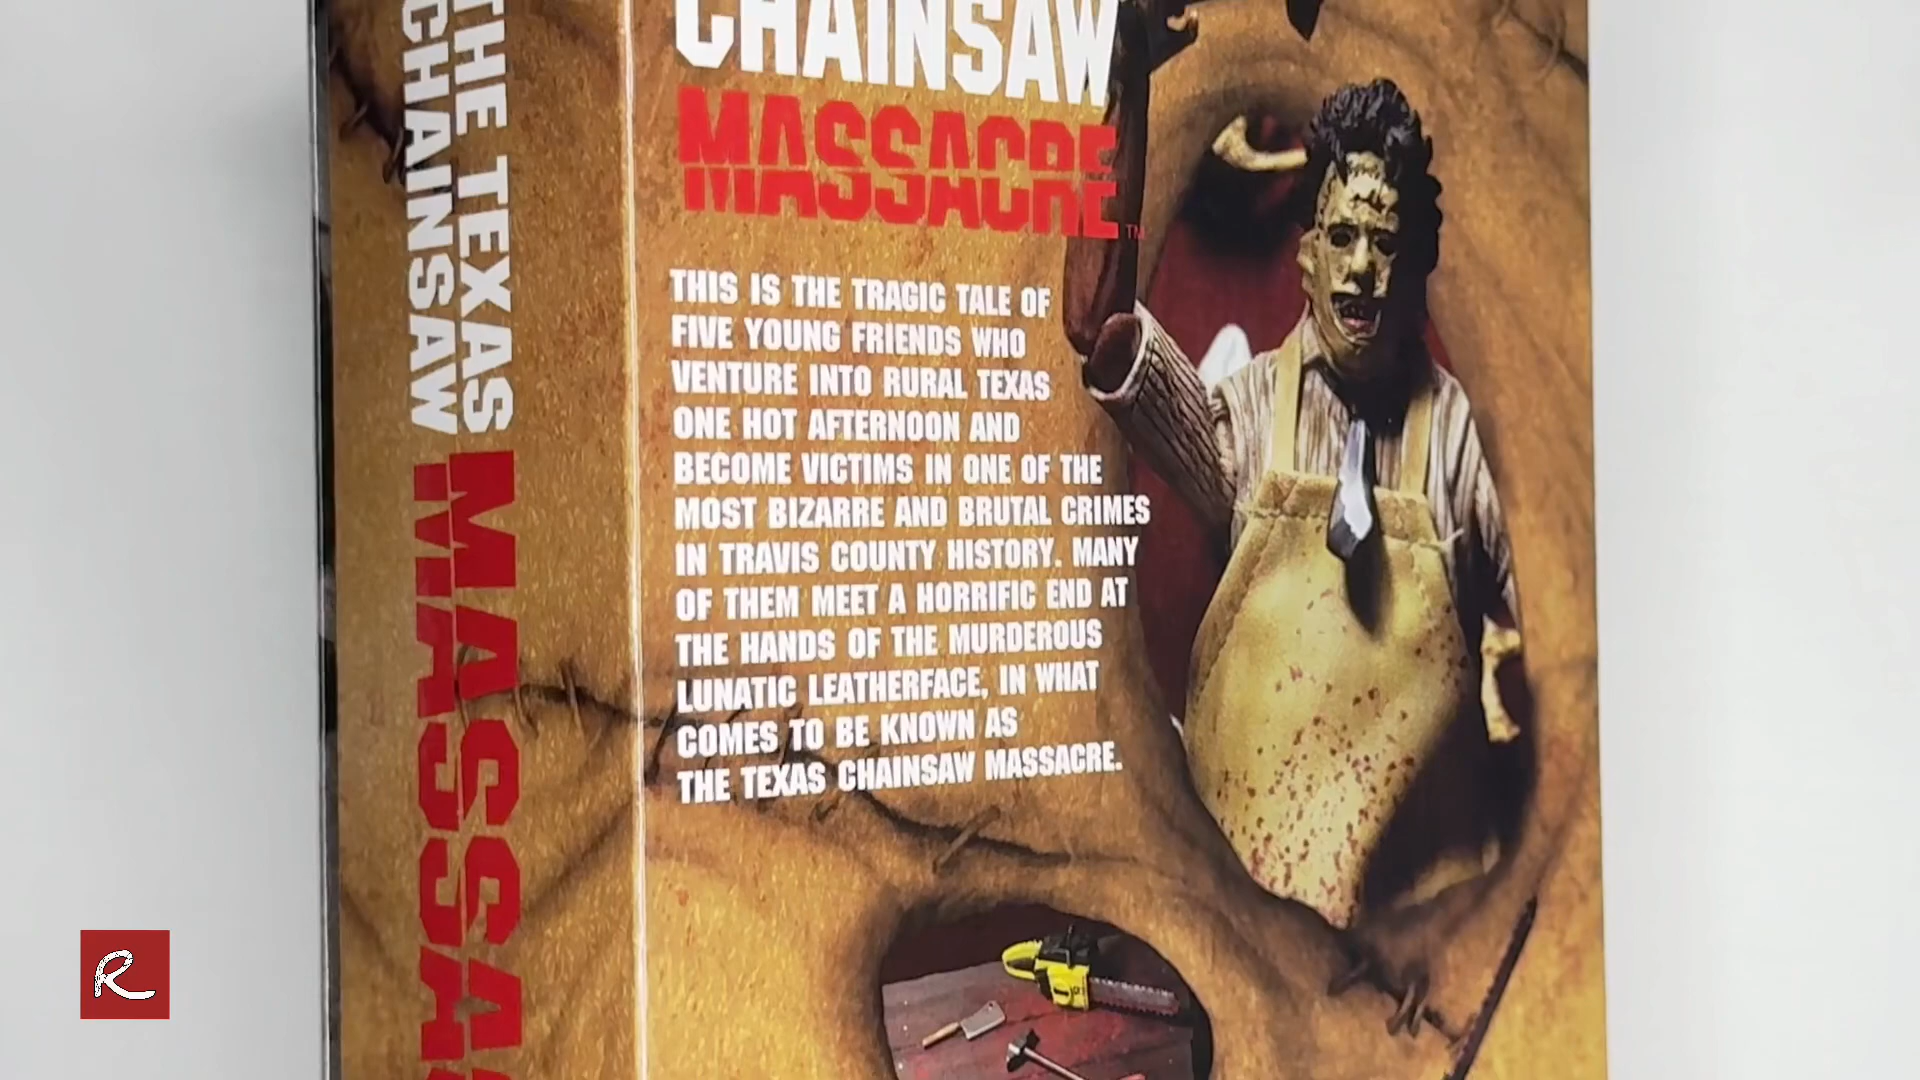 THE TEXAS
CHAINSAW
MASSACRE
CHAINSAW
MASSACRE
TM
THIS IS THE TRAGIC TALE OF
FIVE YOUNG FRIENDS WHO
VENTURE INTO RURAL TEXAS
ONE HOT AFTERNOON AND
BECOME VICTIMS IN ONE OF THE
MOST BIZARRE AND BRUTAL CRIMES
IN TRAVIS COUNTY HISTORY. MANY
OF THEM MEET A HORRIFIC END AT
THE HANDS OF THE MURDEROUS
LUNATIC LEATHERFACE, IN WHAT
COMES TO BE KNOWN AS
THE TEXAS CHAINSAW MASSACRE.
R